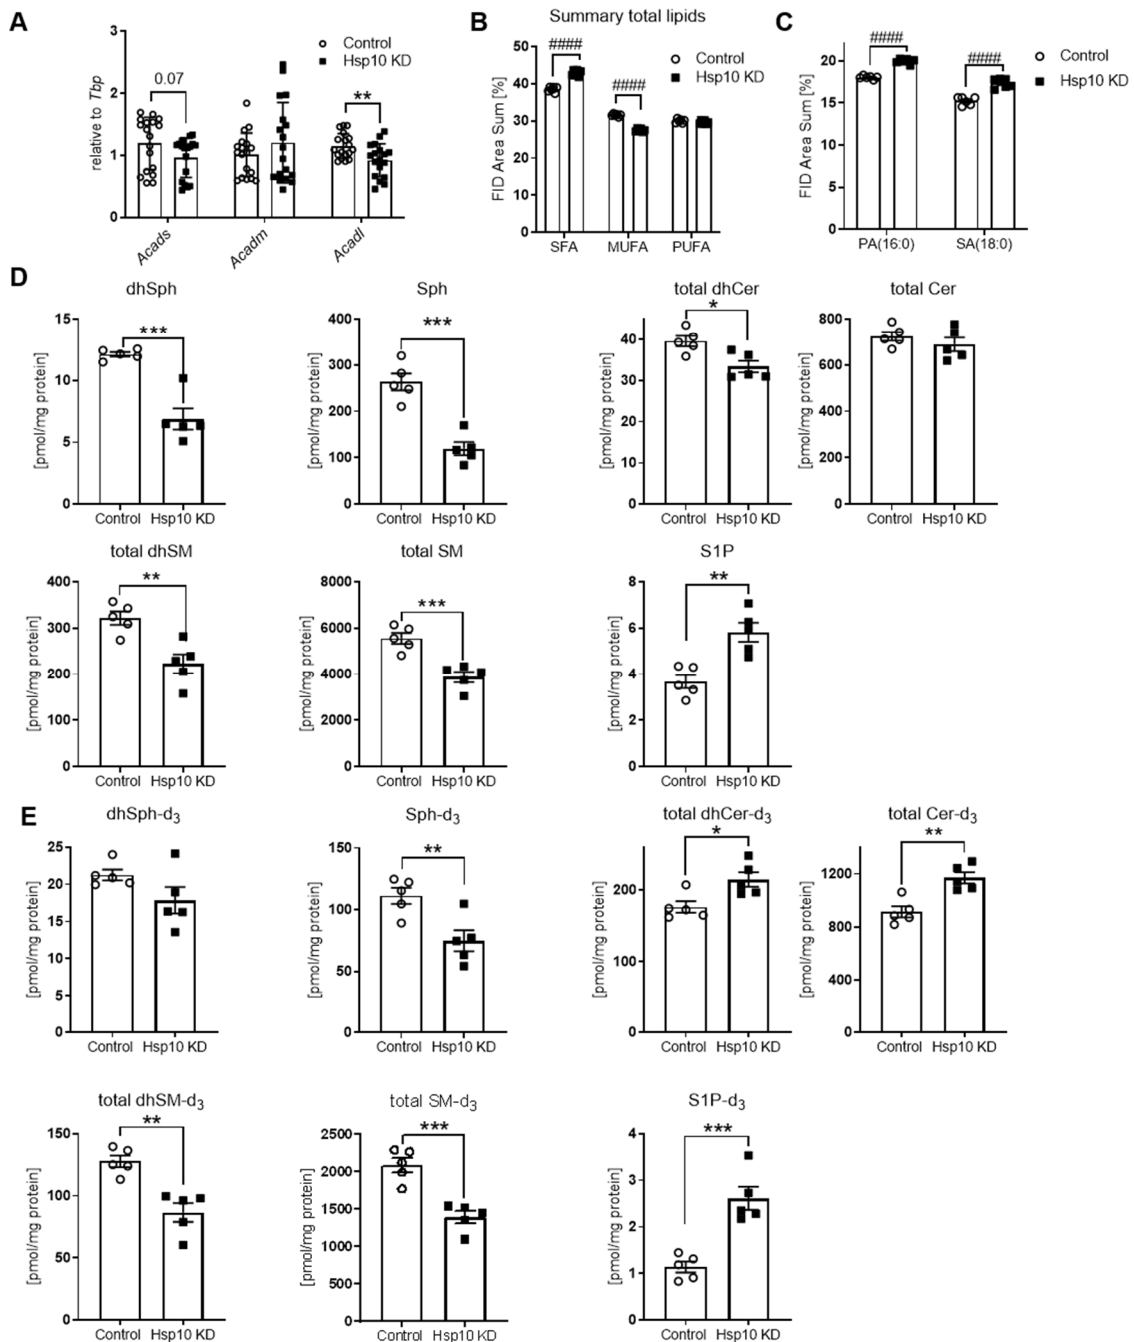 A
relative to Tbp
3
2
1
0
0.07
**
Control
Hsp10 KD
Acads
Acadm
Acadl
B
Summary total lipids
FID Area Sum [%]
50
40
30
20
10
0
####
####
Control
Hsp10 KD
SFA
MUFA
PUFA
C
FID Area Sum [%]
20
15
10
5
0
####
####
Control
Hsp10 KD
PA(16:0)
SA(18:0)
D
dhSph
[pmol/mg protein]
15
10
5
0
***
Control
Hsp10 KD
Sph
[pmol/mg protein]
400
300
200
100
0
***
Control
Hsp10 KD
total dhCer
[pmol/mg protein]
40
30
20
10
0
*
Control
Hsp10 KD
total Cer
[pmol/mg protein]
800
600
400
200
0
Control
Hsp10 KD
total dhSM
[pmol/mg protein]
400
300
200
100
0
**
Control
Hsp10 KD
total SM
[pmol/mg protein]
8000
6000
4000
2000
0
***
Control
Hsp10 KD
S1P
[pmol/mg protein]
8
6
4
2
0
**
Control
Hsp10 KD
E
dhSph-d3
[pmol/mg protein]
25
20
15
10
5
0
Control
Hsp10 KD
Sph-d3
[pmol/mg protein]
150
100
50
0
**
Control
Hsp10 KD
total dhCer-d3
[pmol/mg protein]
200
100
0
*
Control
Hsp10 KD
total Cer-d3
[pmol/mg protein]
1200
800
400
0
**
Control
Hsp10 KD
total dhSM-d3
[pmol/mg protein]
150
100
50
0
**
Control
Hsp10 KD
total SM-d3
[pmol/mg protein]
2500
2000
1500
1000
500
0
***
Control
Hsp10 KD
S1P-d3
[pmol/mg protein]
4
3
2
1
0
***
Control
Hsp10 KD